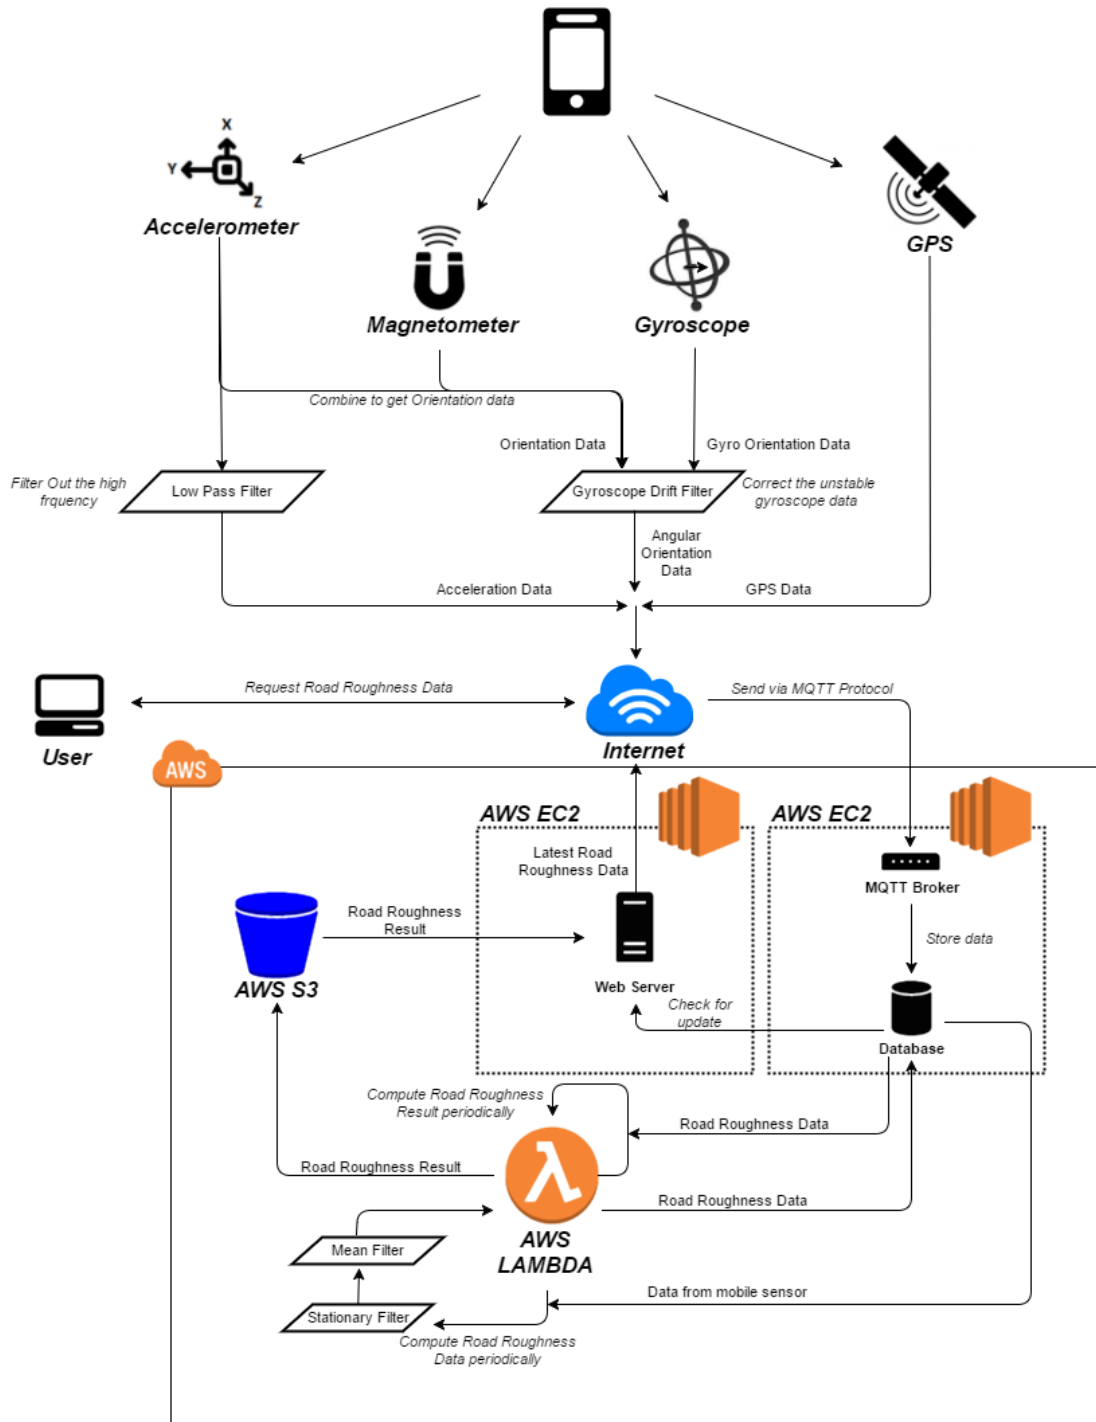 X
Y
Z
Accelerometer
GPS
Magnetometer
Gyroscope
Combine to get Orientation data
Orientation Data
Gyro Orientation Data
Filter Out the high
frquency
Low Pass Filter
Gyroscope Drift Filter
Correct the unstable
gyroscope data
Angular
Orientation
Data
Acceleration Data
GPS Data
Request Road Roughness Data
Send via MQTT Protocol
User
Internet
AWS
AWS EC2
AWS EC2
Latest Road
Roughness Data
MQTT Broker
Road Roughness
Result
Store data
AWS S3
Web Server
Check for
update
Database
Compute Road Roughness
Result periodically
Road Roughness Data
Road Roughness Result
λ
Road Roughness Data
Mean Filter
AWS
LAMBDA
Data from mobile sensor
Stationary Filter
Compute Road Roughness
Data periodically